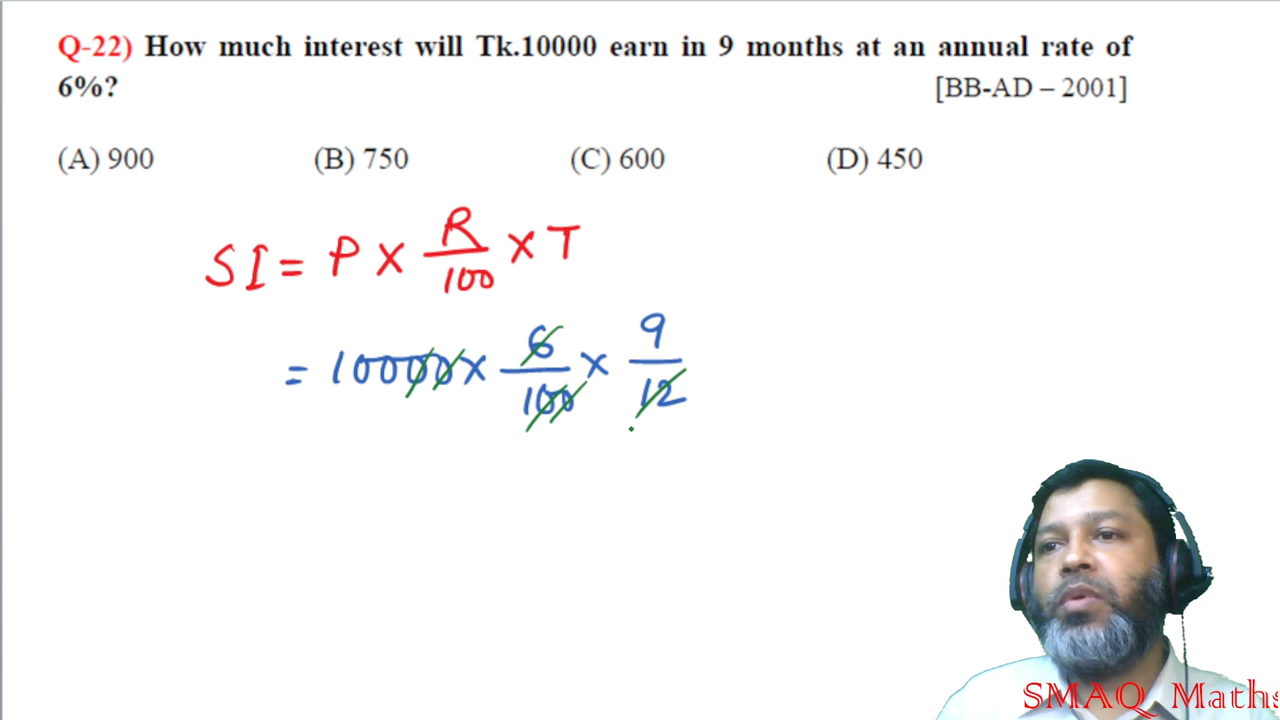 Q-22) How much interest will Tk.10000 earn in 9 months at an annual rate of
6%? [BB-AD – 2001]
(A) 900 (B) 750 (C) 600 (D) 450
SI = P × R/100 × T
= 10000 × 6/100 × 9/12
SMAQ Maths